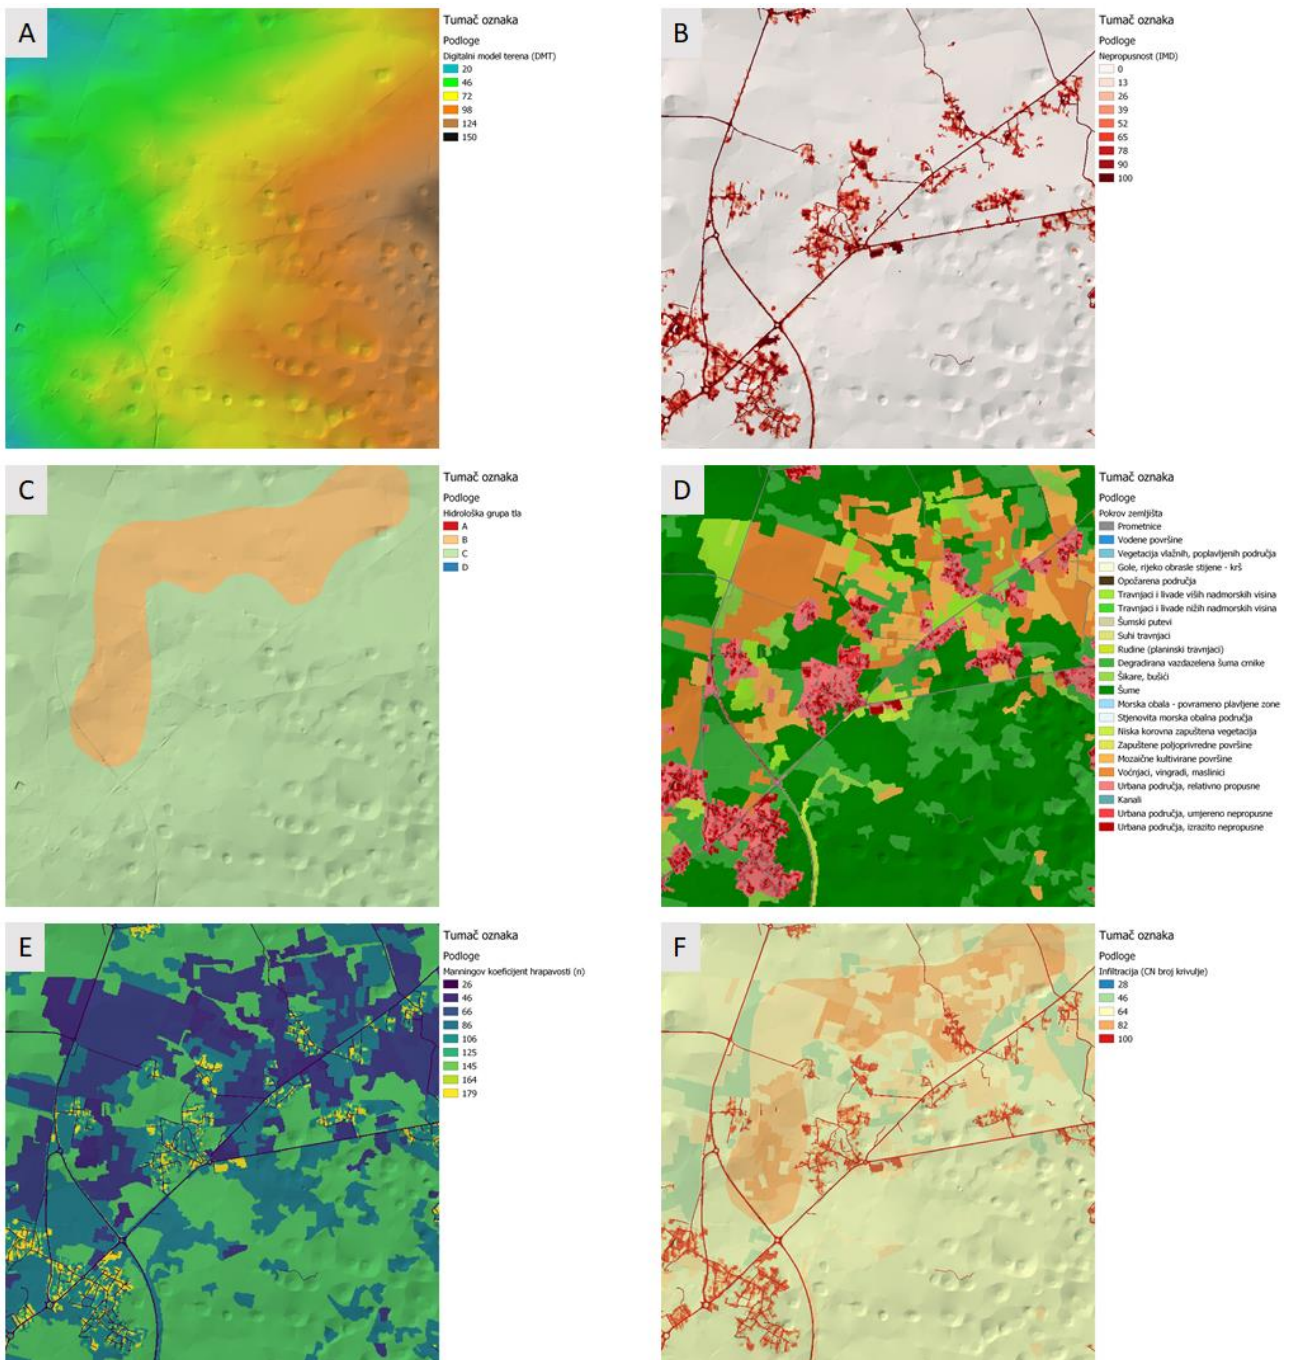 A
Tumač oznaka
Podloge
Digitalni model terena (DMT)
20
46
72
98
124
150
B
Tumač oznaka
Podloge
Nepropusnost (IMD)
0
13
26
39
52
65
78
90
100
C
Tumač oznaka
Podloge
Hidrološka grupa tla
A
B
C
D
D
Tumač oznaka
Podloge
Pokrov zemljišta
Prometnice
Vodene površine
Vegetacija vlažnih, poplavljenih područja
Gole, rijeko obrasle stijene - krš
Opožarena područja
Travnjaci i livade viših nadmorskih visina
Travnjaci i livade nižih nadmorskih visina
Šumski putevi
Suhi travnjaci
Rudine (planinski travnjaci)
Degradirana vazdazelena šuma crnike
Šikare, bušići
Šume
Morska obala - povrameno plavljene zone
Stjenovita morska obalna područja
Niska korovna zapuštena vegetacija
Zapuštene poljoprivredne površine
Mozaične kultivirane površine
Voćnjaci, vingradi, maslinici
Urbana područja, relativno propusne
Kanali
Urbana područja, umjereno nepropusne
Urbana područja, izrazito nepropusne
E
Tumač oznaka
Podloge
Manningov koeficijent hrapavosti (n)
26
46
66
86
106
125
145
164
179
F
Tumač oznaka
Podloge
Infiltracija (CN broj krivulje)
28
46
64
82
100